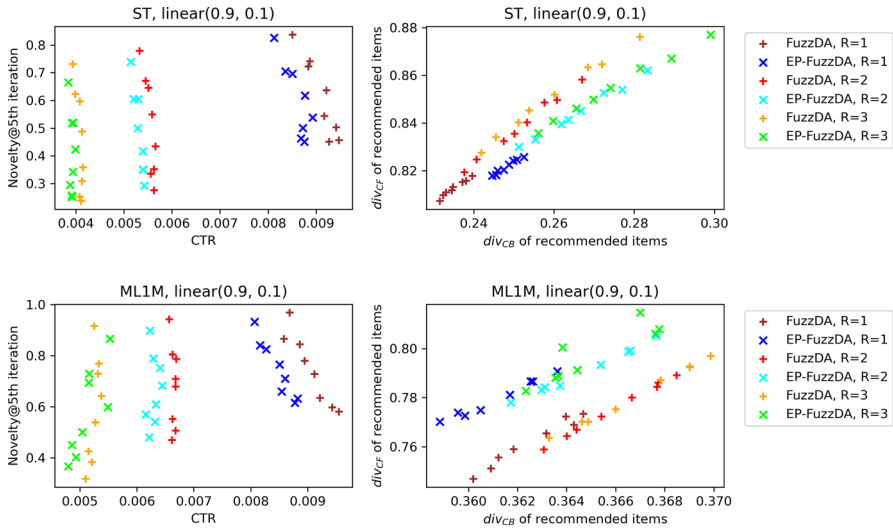 ST, linear(0.9, 0.1)
Novelty@5th iteration
0.8
0.7
0.6
0.5
0.4
0.3
0.004 0.005 0.006 0.007 0.008 0.009
CTR
ST, linear(0.9, 0.1)
div_CF of recommended items
0.88
0.86
0.84
0.82
0.24 0.26 0.28 0.30
div_CB of recommended items
FuzzDA, R=1
EP-FuzzDA, R=1
FuzzDA, R=2
EP-FuzzDA, R=2
FuzzDA, R=3
EP-FuzzDA, R=3
ML1M, linear(0.9, 0.1)
Novelty@5th iteration
1.0
0.8
0.6
0.4
0.005 0.006 0.007 0.008 0.009
CTR
ML1M, linear(0.9, 0.1)
div_CF of recommended items
0.80
0.78
0.76
0.360 0.362 0.364 0.366 0.368 0.370
div_CB of recommended items
FuzzDA, R=1
EP-FuzzDA, R=1
FuzzDA, R=2
EP-FuzzDA, R=2
FuzzDA, R=3
EP-FuzzDA, R=3